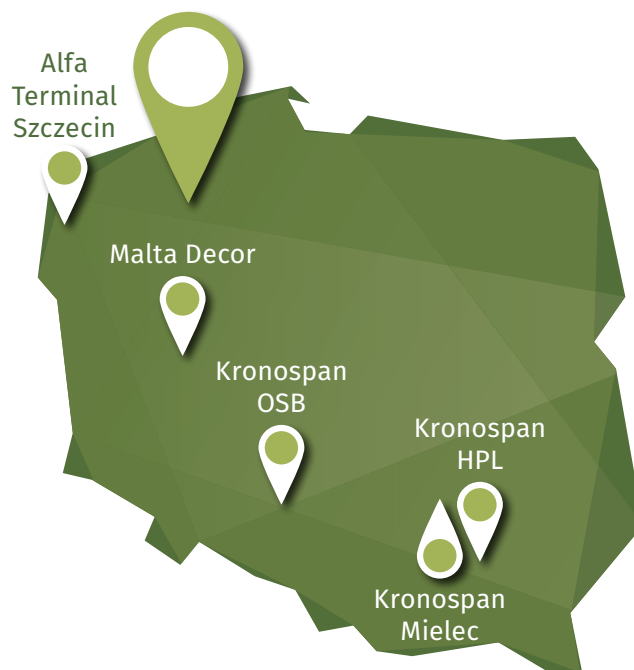 Alfa
Terminal
Szczecin
Malta Decor
Kronospan
OSB
Kronospan
HPL
Kronospan
Mielec